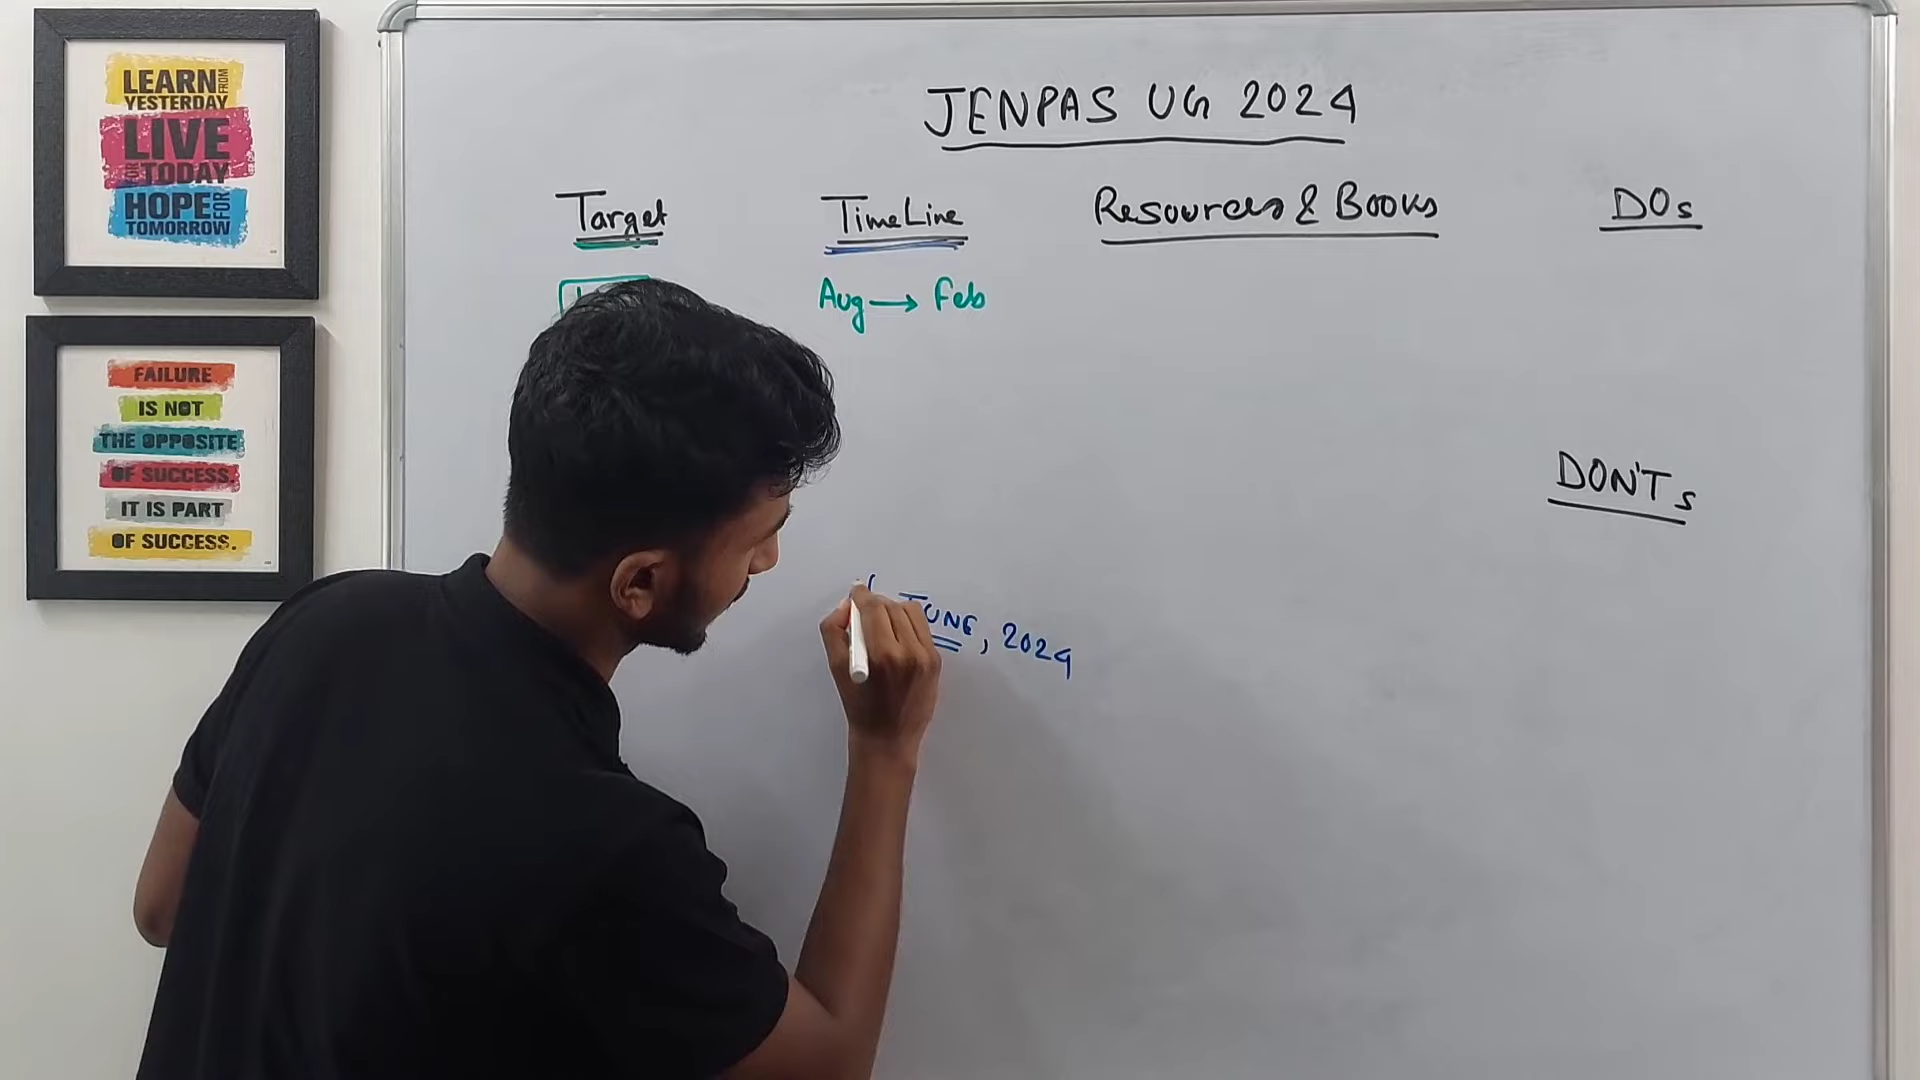 LEARN FROM
YESTERDAY
LIVE
FOR TODAY
HOPE FOR
TOMORROW
FAILURE
IS NOT
THE OPPOSITE
OF SUCCESS.
IT IS PART
OF SUCCESS.
JENPAS UG 2024
Target
TimeLine
Resources & Books
DOs
Aug → Feb
DON'Ts
JUNE, 2024